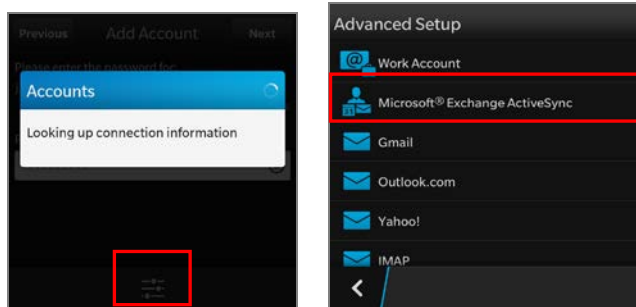 Previous Add Account Next
Please enter the password for:
Accounts
Looking up connection information
Advanced Setup
Work Account
Microsoft® Exchange ActiveSync
31
Gmail
Outlook.com
Yahoo!
IMAP